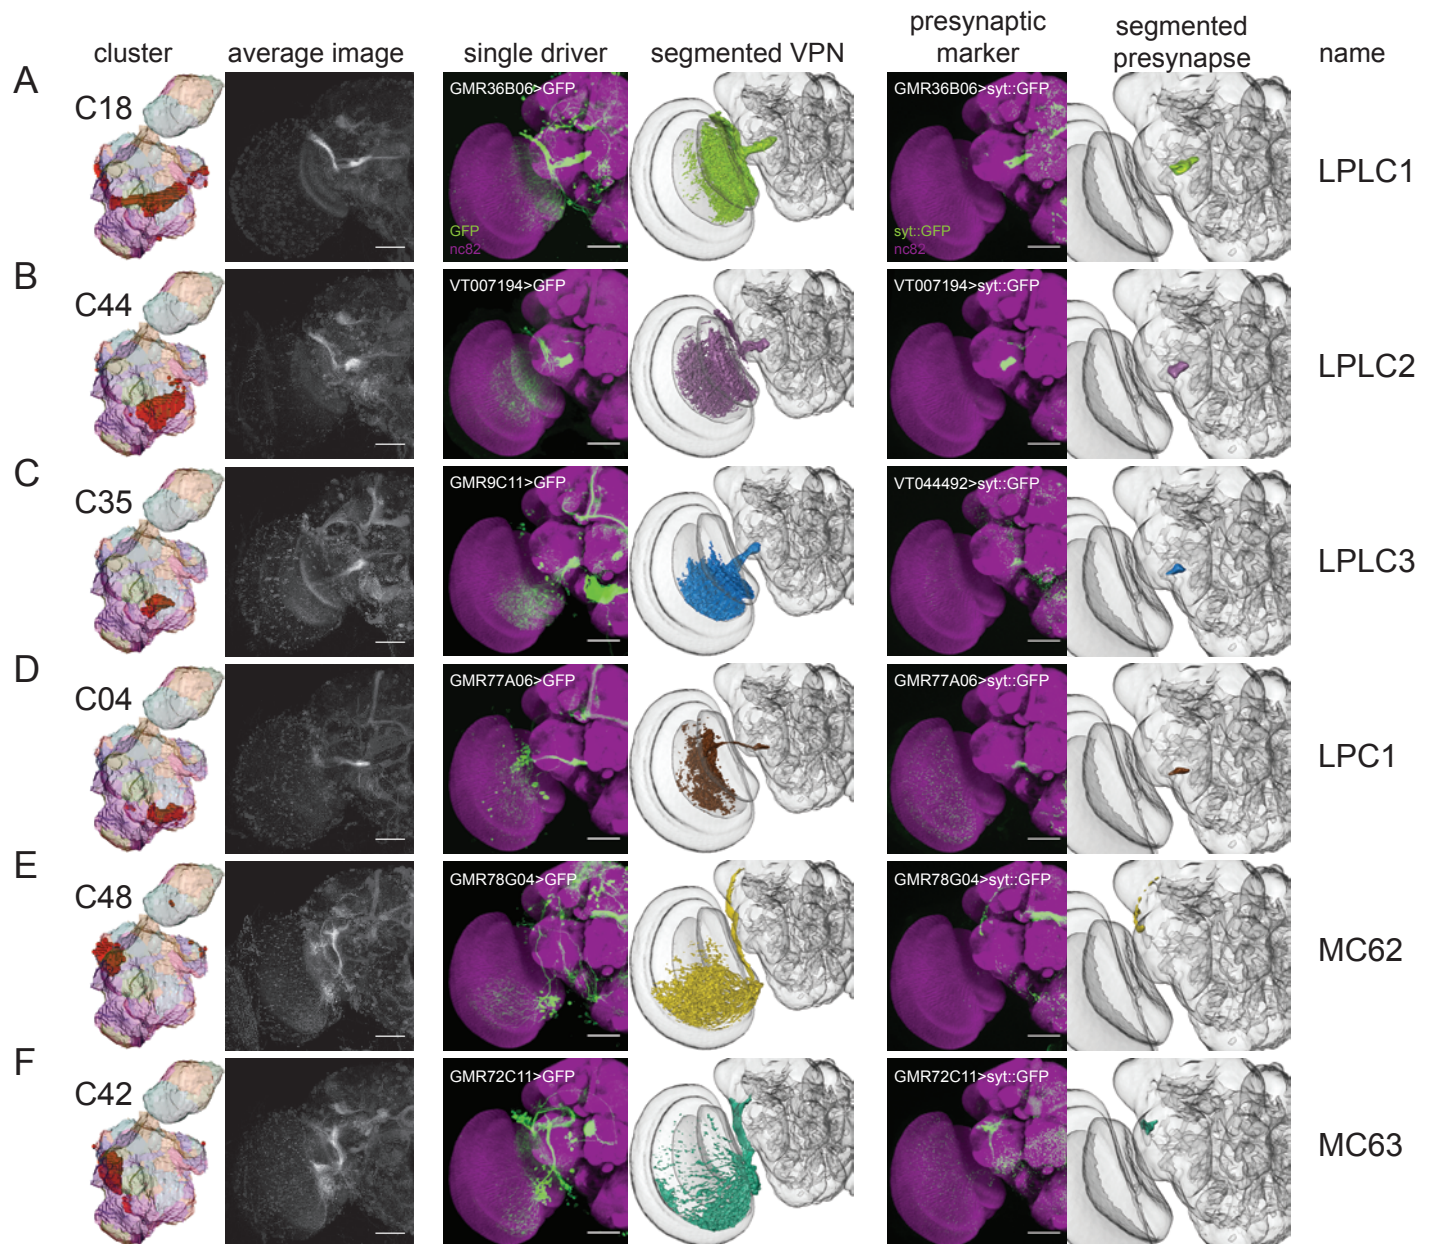 cluster
average image
single driver
segmented VPN
presynaptic
marker
segmented
presynapse
name
A
C18
GMR36B06>GFP
GFP
nc82
GMR36B06>syt::GFP
syt::GFP
nc82
LPLC1
B
C44
VT007194>GFP
VT007194>syt::GFP
LPLC2
C
C35
GMR9C11>GFP
VT044492>syt::GFP
LPLC3
D
C04
GMR77A06>GFP
GMR77A06>syt::GFP
LPC1
E
C48
GMR78G04>GFP
GMR78G04>syt::GFP
MC62
F
C42
GMR72C11>GFP
GMR72C11>syt::GFP
MC63